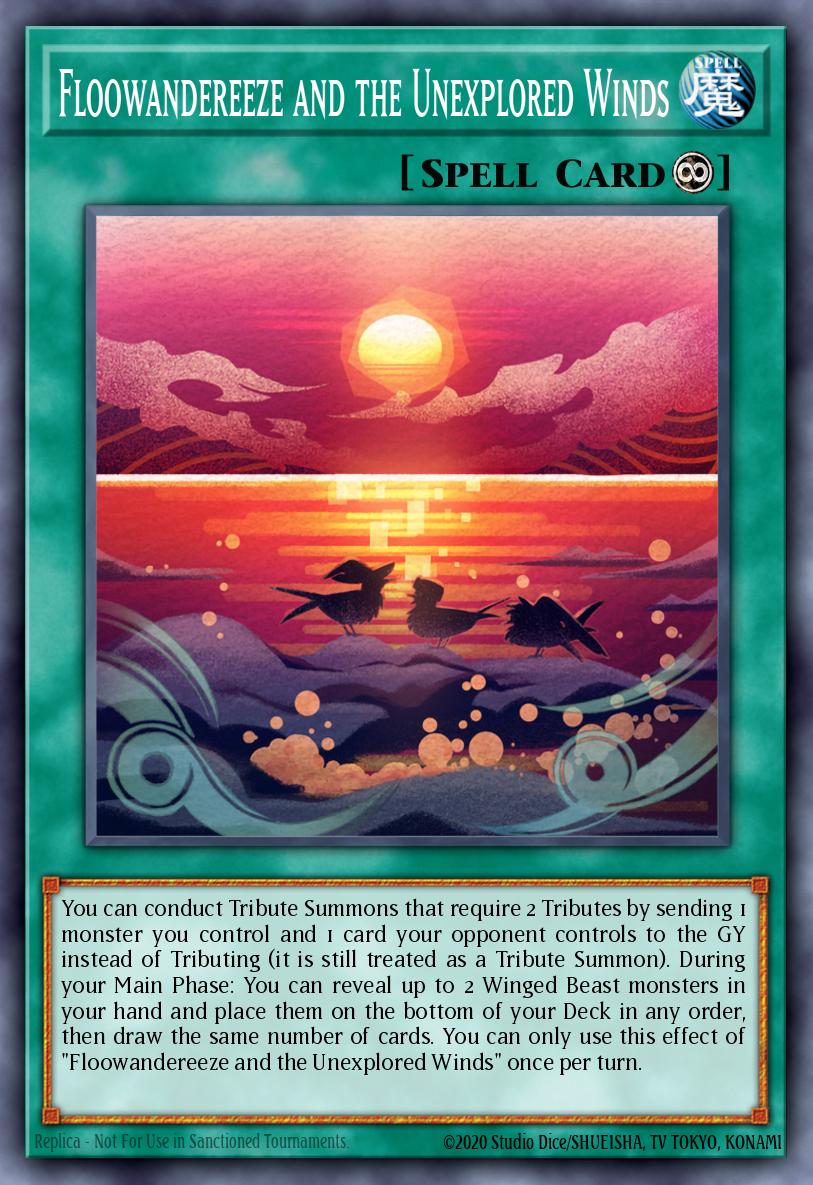 Floowandereeze and the Unexplored Winds
SPELL
魔
[Spell Card]
You can conduct Tribute Summons that require 2 Tributes by sending 1
monster you control and 1 card your opponent controls to the GY
instead of Tributing (it is still treated as a Tribute Summon). During
your Main Phase: You can reveal up to 2 Winged Beast monsters in
your hand and place them on the bottom of your Deck in any order,
then draw the same number of cards. You can only use this effect of
"Floowandereeze and the Unexplored Winds" once per turn.
Replica - Not For Use in Sanctioned Tournaments.
©2020 Studio Dice/SHUEISHA, TV TOKYO, KONAMI